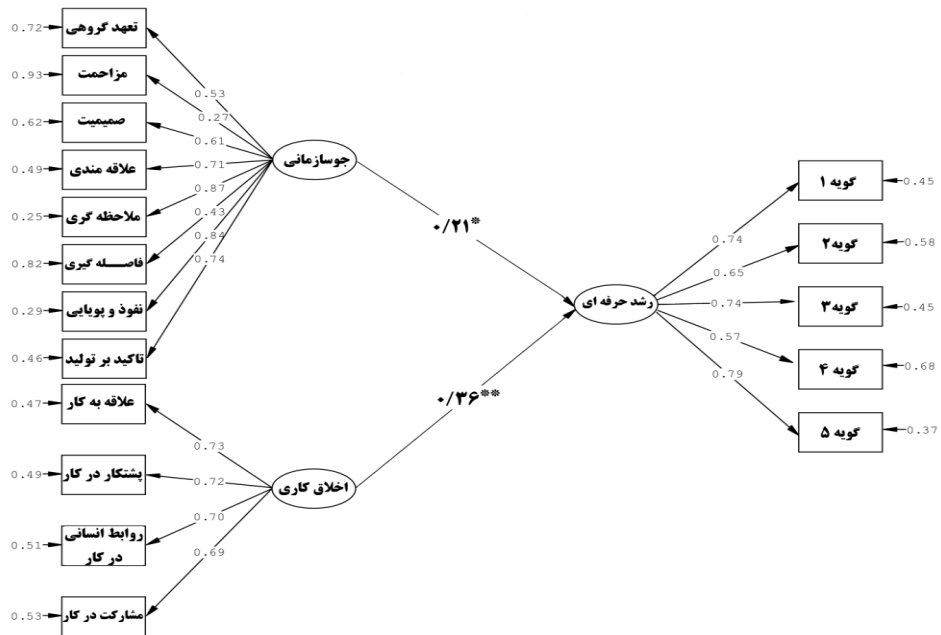 0.72 تعهد گروهی
0.93 مزاحمت
0.62 صمیمیت
0.49 علاقه مندی
0.25 ملاحظه گری
0.82 فاصله گیری
0.29 نفوذ و پویایی
0.46 تاکید بر تولید
0.47 علاقه به کار
0.49 پشتکار در کار
0.51 روابط انسانی
در کار
0.53 مشارکت در کار
0.53
0.27
0.61
0.71
0.87
0.43
0.84
0.74
جوسازمانی
0.73
0.72
0.70
0.69
اخلاق کاری
۰/۲۱*
۰/۳۶**
رشد حرفه ای
0.74
0.65
0.74
0.57
0.79
گویه ۱ 0.45
گویه ۲ 0.58
گویه ۳ 0.45
گویه ۴ 0.68
گویه ۵ 0.37